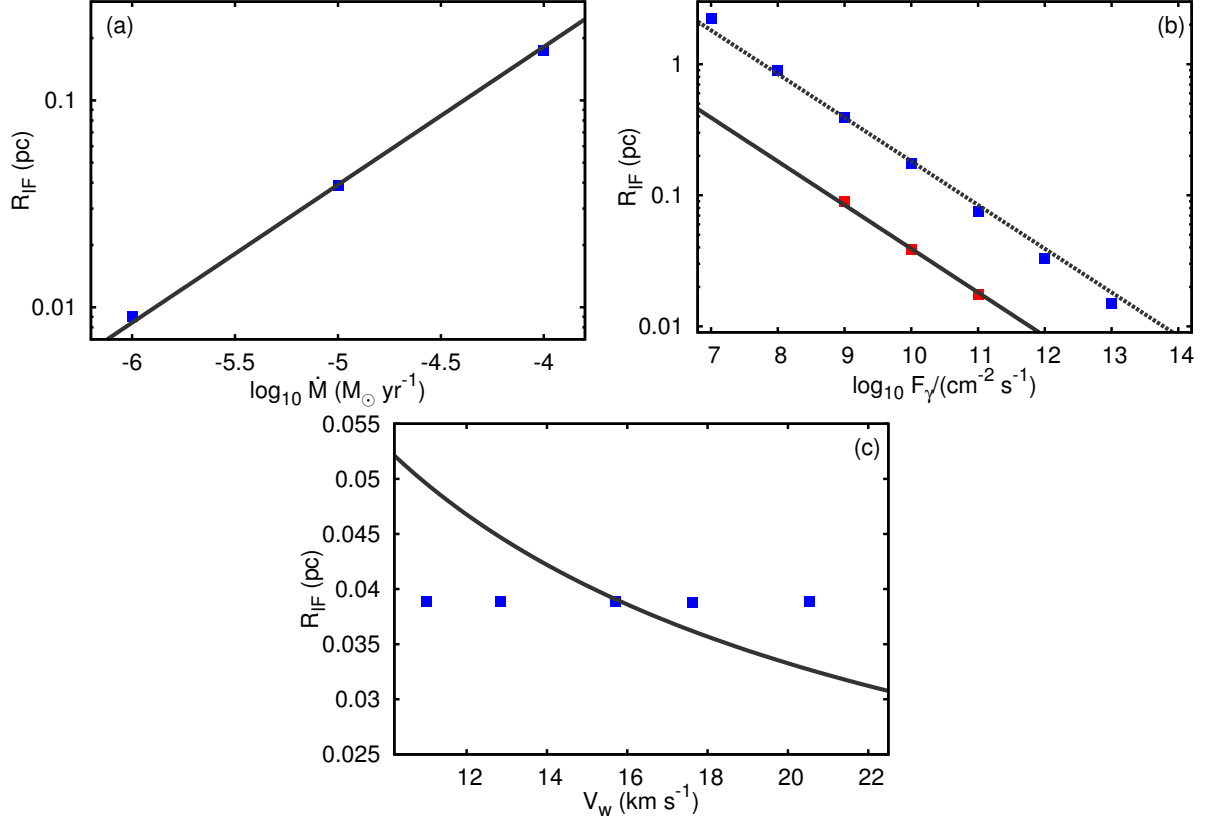 (a)
R_IF (pc)
0.1
0.01
-6 -5.5 -5 -4.5 -4
log₁₀ Ṁ (M_⊙ yr⁻¹)
(b)
R_IF (pc)
1
0.1
0.01
7 8 9 10 11 12 13 14
log₁₀ F_γ/(cm⁻² s⁻¹)
(c)
R_IF (pc)
0.055
0.05
0.045
0.04
0.035
0.03
0.025
12 14 16 18 20 22
V_w (km s⁻¹)